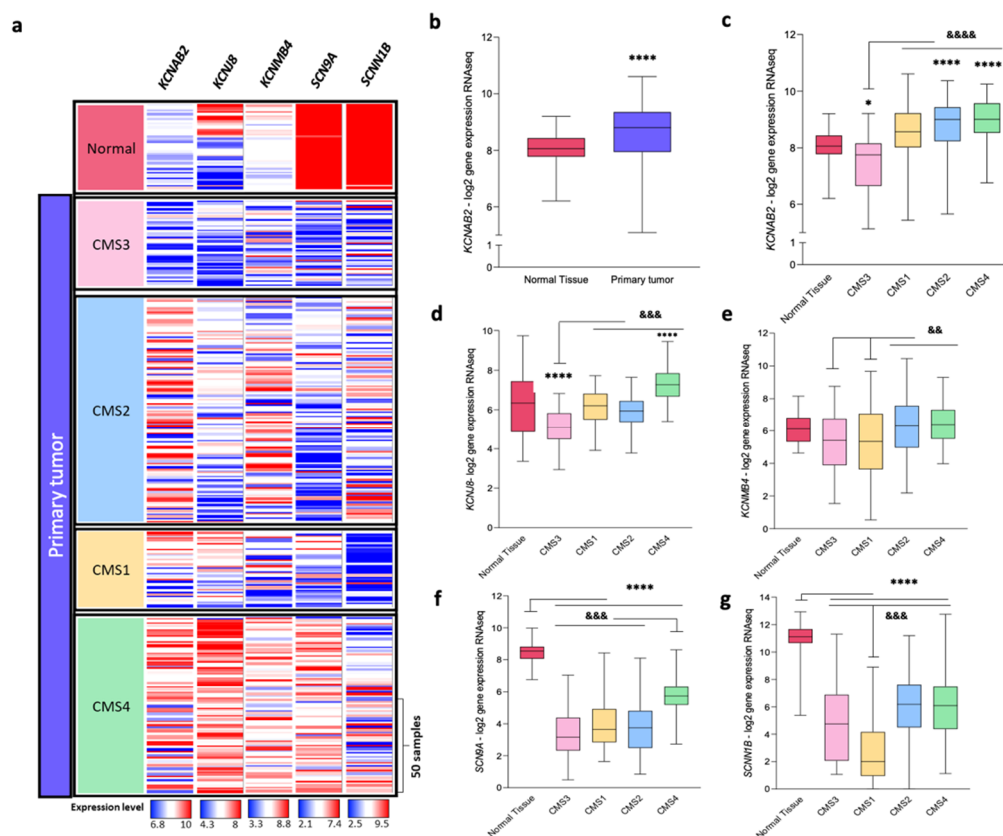 a
KCNAB2
KCNJ8
KCNMB4
SCN9A
SCNN1B
Normal
Primary tumor
CMS3
CMS2
CMS1
CMS4
50 samples
Expression level
6.8 10
4.3 8
3.3 8.8
2.1 7.4
2.5 9.5
b
KCNAB2 - log2 gene expression RNAseq
12
10
8
6
1
0
****
Normal Tissue
Primary tumor
c
KCNAB2 - log2 gene expression RNAseq
12
10
8
6
1
0
&&&&
*
****
****
Normal Tissue
CMS3
CMS1
CMS2
CMS4
d
KCNJ8- log2 gene expression RNAseq
10
8
6
4
2
0
&&&
****
****
Normal Tissue
CMS3
CMS1
CMS2
CMS4
e
KCNMB4 - log2 gene expression RNAseq
12
10
8
6
4
2
0
&&
Normal Tissue
CMS3
CMS1
CMS2
CMS4
f
SCN9A - log2 gene expression RNAseq
12
10
8
6
4
2
0
****
&&&
Normal Tissue
CMS3
CMS1
CMS2
CMS4
g
SCNN1B - log2 gene expression RNAseq
14
12
10
8
6
4
2
0
****
&&&
Normal Tissue
CMS3
CMS1
CMS2
CMS4